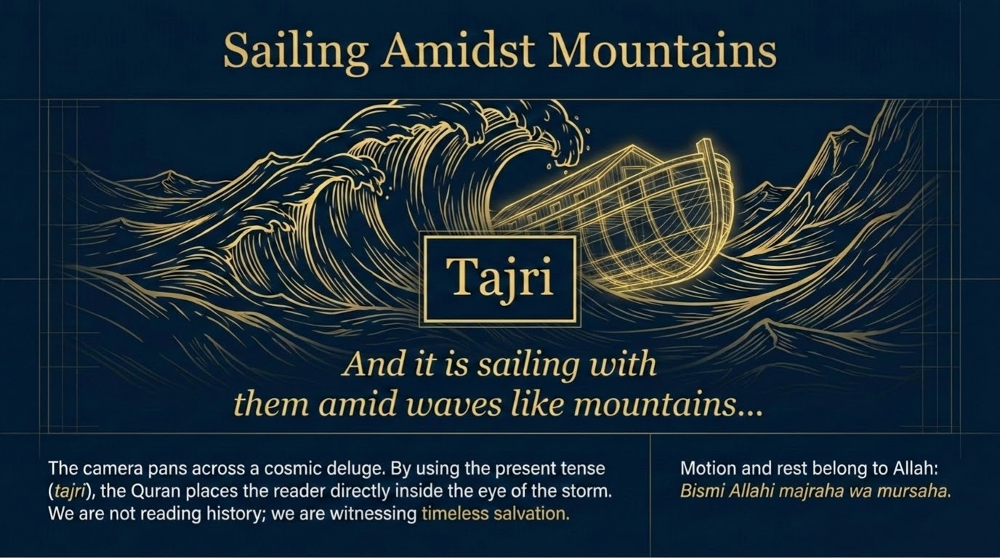 Sailing Amidst Mountains
Tajri
And it is sailing with
them amid waves like mountains...
The camera pans across a cosmic deluge. By using the present tense
(tajri), the Quran places the reader directly inside the eye of the storm.
We are not reading history; we are witnessing timeless salvation.
Motion and rest belong to Allah:
Bismi Allahi majraha wa mursaha.